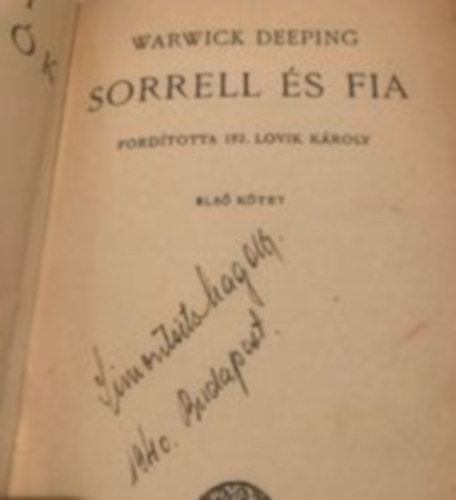 Ó
K
WARWICK DEEPING
SORRELL ÉS FIA
FORDÍTOTTA IFJ. LOVIK KÁROLY
ELSŐ KÖTET
1940. Budapest.